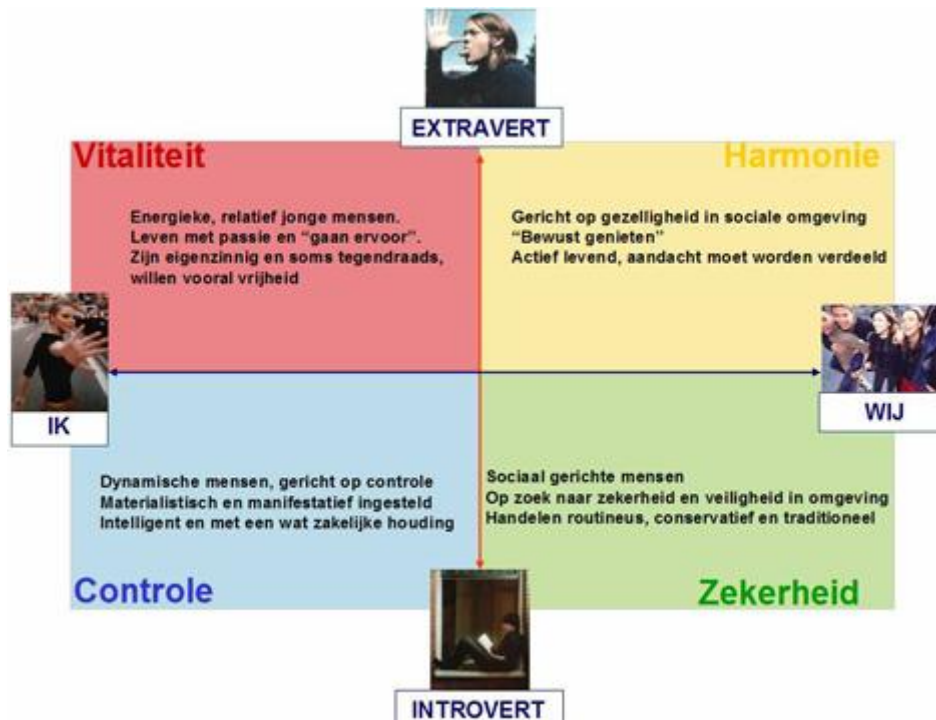 EXTRAVERT
Vitaliteit
Harmonie
Energieke, relatief jonge mensen.
Leven met passie en “gaan ervoor”.
Zijn eigenzinnig en soms tegendraads,
willen vooral vrijheid
Gericht op gezelligheid in sociale omgeving
“Bewust genieten”
Actief levend, aandacht moet worden verdeeld
IK
WIJ
Dynamische mensen, gericht op controle
Materialistisch en manifestatief ingesteld
Intelligent en met een wat zakelijke houding
Sociaal gerichte mensen
Op zoek naar zekerheid en veiligheid in omgeving
Handelen routineus, conservatief en traditioneel
Controle
Zekerheid
INTROVERT